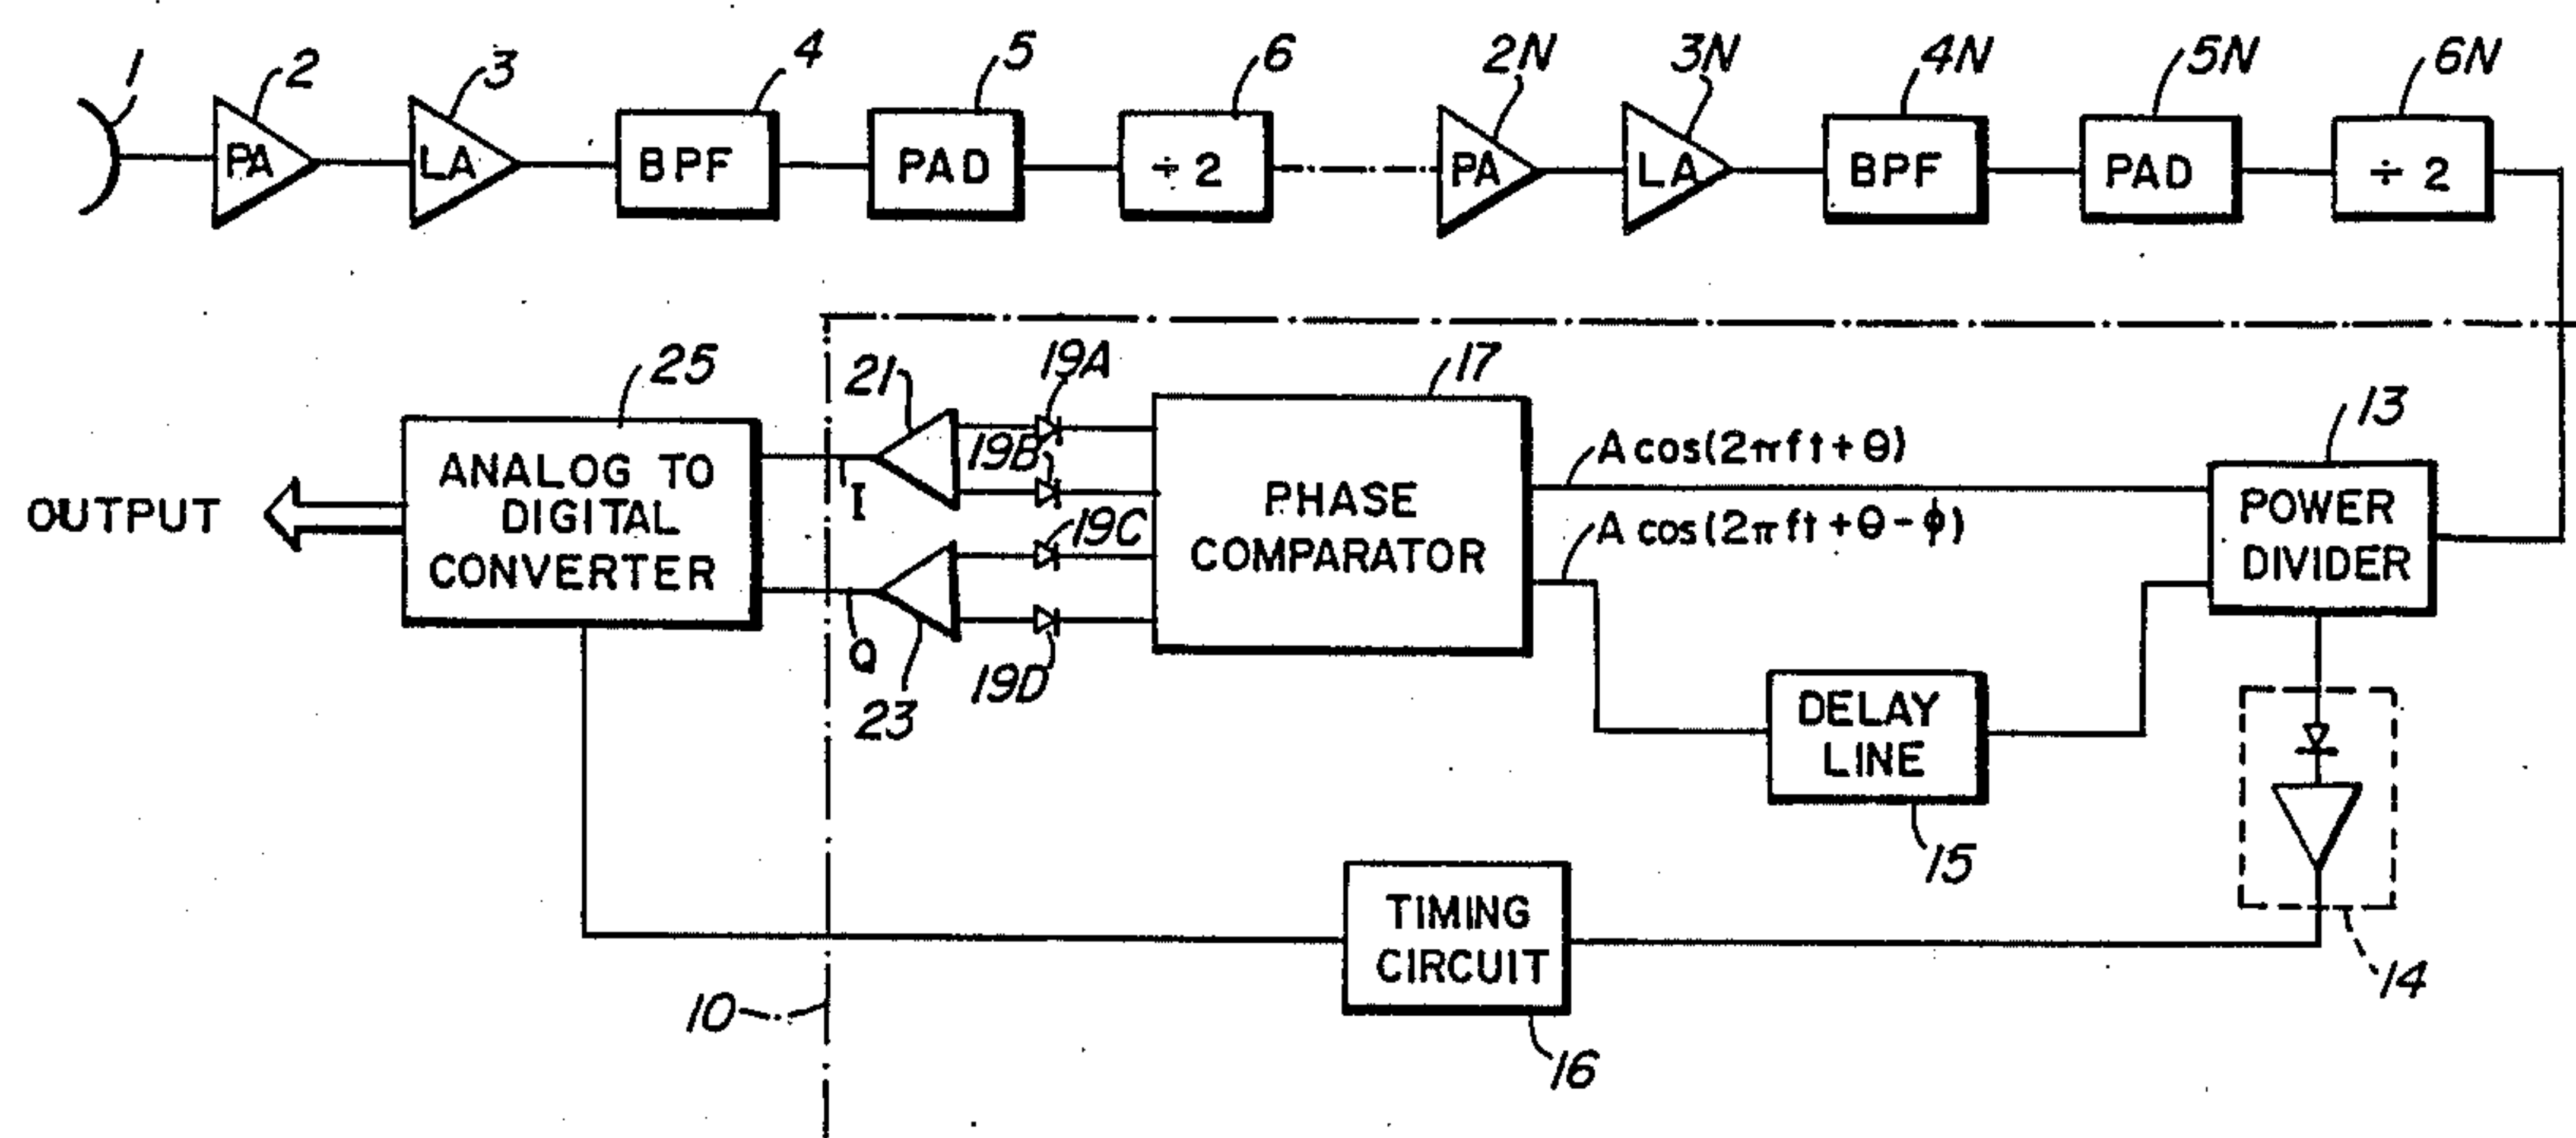 1 2 3 4 5 6 2N 3N 4N 5N 6N
PA LA BPF PAD ÷ 2 PA LA BPF PAD ÷ 2
25 21 19A 17 13
19B
19C
19D
23
I
Q
OUTPUT
ANALOG TO
DIGITAL
CONVERTER
PHASE
COMPARATOR
A cos(2πft + θ)
A cos(2πft + θ - ϕ)
POWER
DIVIDER
DELAY
LINE
15
14
TIMING
CIRCUIT
16
10